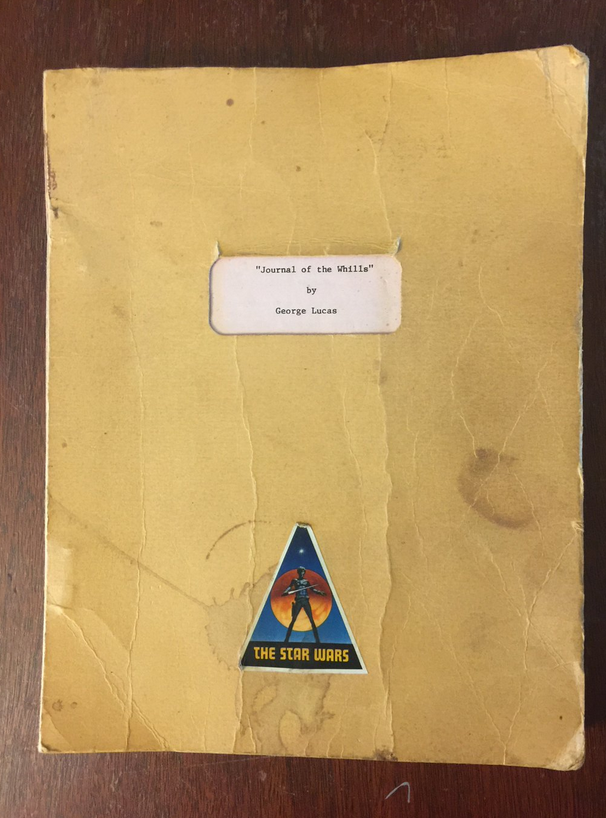 "Journal of the Whills"
by
George Lucas
THE STAR WARS